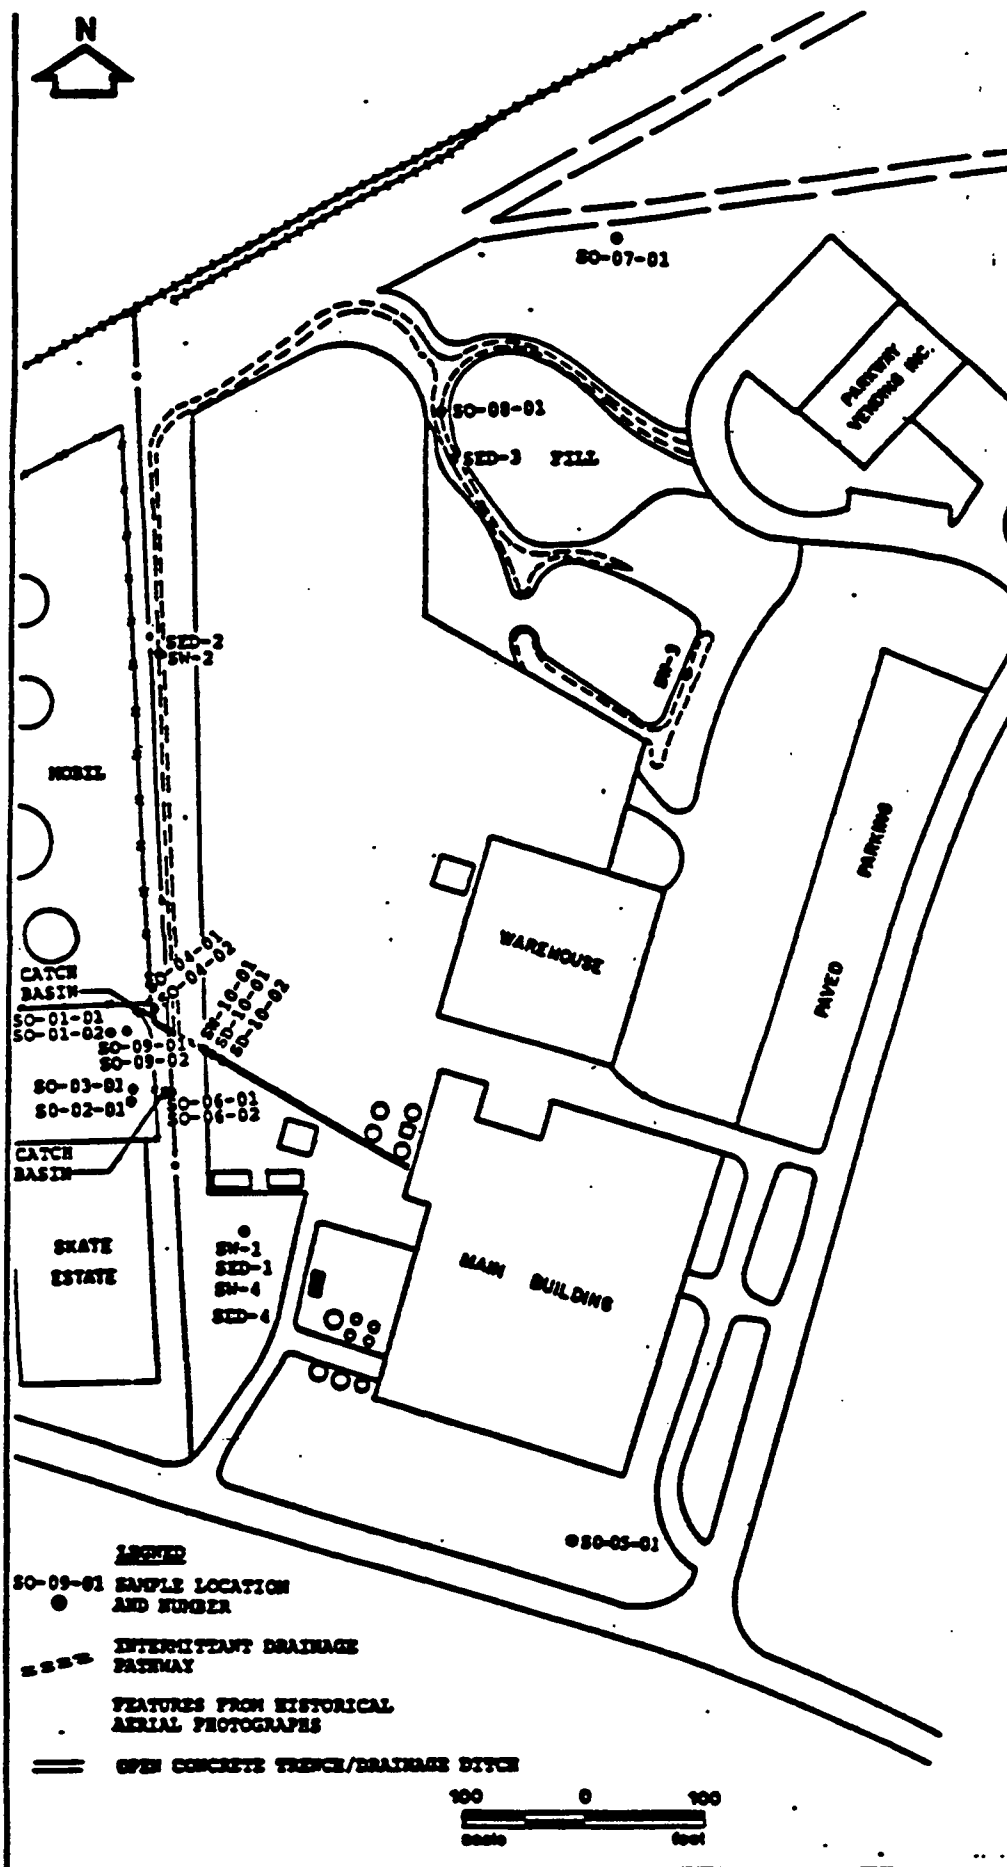 N
SO-07-01
PARKWAY
VENDING INC.
SO-08-01
SED-3 FILL
SED-2
SW-2
SW-3
MOBIL
PARKING
PAVED
WAREHOUSE
SO-04-01
SO-04-02
CATCH
BASIN
SW-10-01
SD-10-01
SD-10-02
SO-01-01
SO-01-02
SO-09-01
SO-09-02
SO-03-01
SO-02-01
SO-06-01
SO-06-02
CATCH
BASIN
SKATE
ESTATE
SW-1
SED-1
SW-4
SED-4
MAIN BUILDING
SO-05-01
LEGNED
SO-09-01 SAMPLE LOCATION
AND NUMBER
INTERMITTANT DRAINAGE
PATHWAY
FEATURES FROM HISTORICAL
AERIAL PHOTOGRAPHS
OPEN CONCRETE TRENCH/DRAINAGE DITCH
100 0 100
scale feet